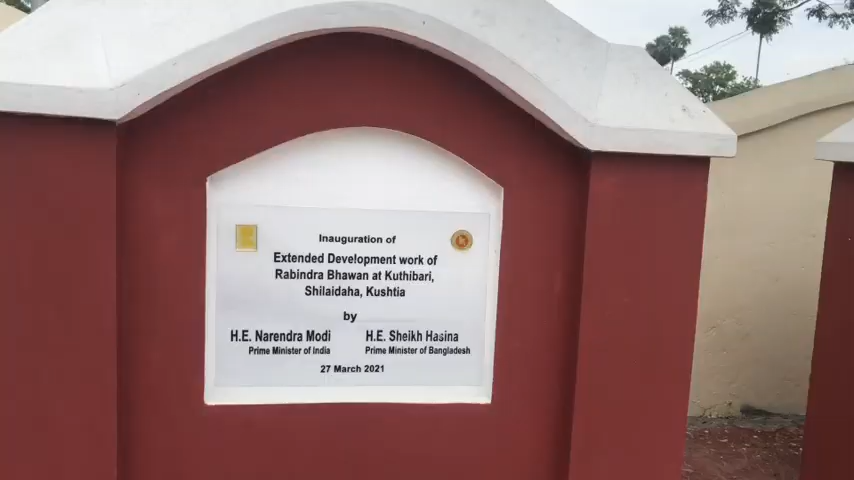 Inauguration of
Extended Development work of
Rabindra Bhawan at Kuthibari,
Shilaidaha, Kushtia
by
H.E. Narendra Modi H.E. Sheikh Hasina
Prime Minister of India Prime Minister of Bangladesh
27 March 2021